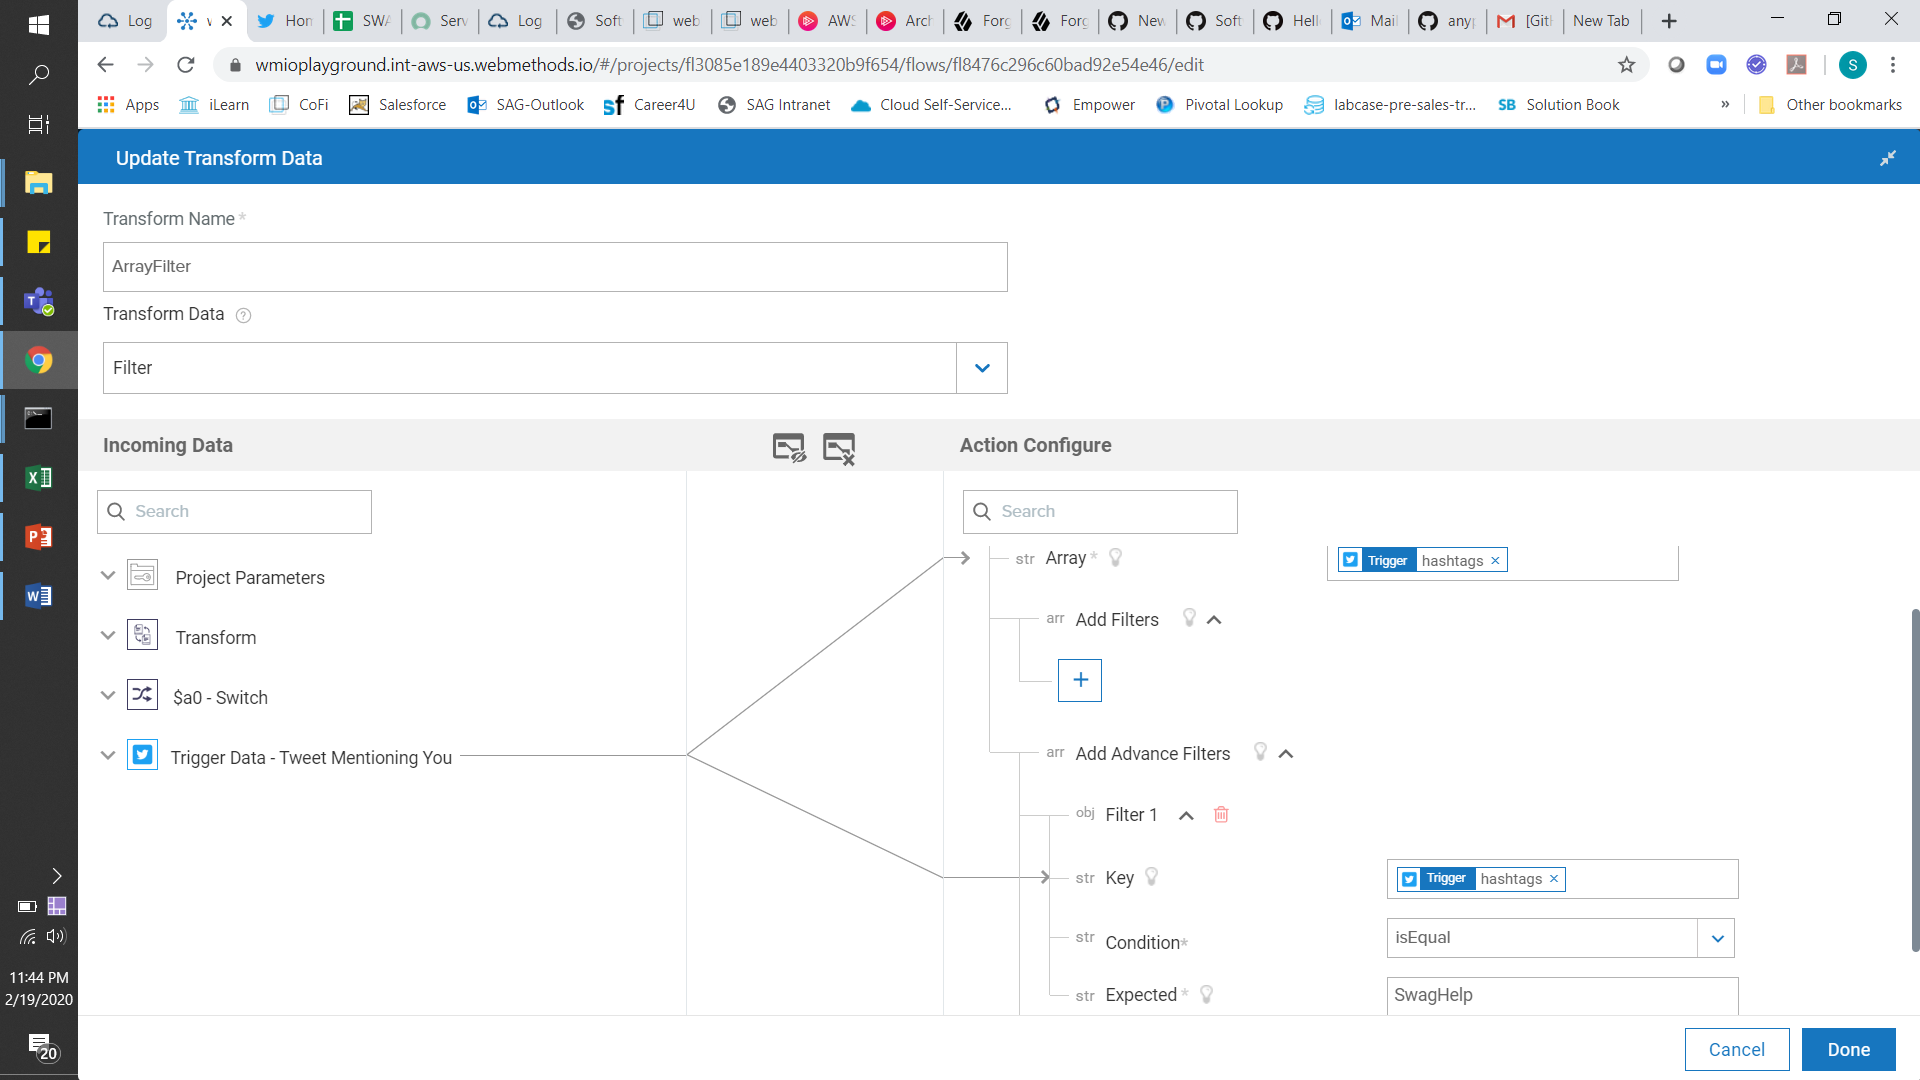 Log
Hom
SWA
Serv
Log
Soft
web
web
AWS
Arch
Forg
Forg
New
Soft
Hell
Mail
any
[Git
New Tab
wmioplayground.int-aws-us.webmethods.io/#/projects/fl3085e189e4403320b9f654/flows/fl8476c296c60bad92e54e46/edit
S
Apps
iLearn
CoFi
Salesforce
SAG-Outlook
Career4U
SAG Intranet
Cloud Self-Service...
Empower
Pivotal Lookup
labcase-pre-sales-tr...
SB Solution Book
»
Other bookmarks
Update Transform Data
Transform Name *
ArrayFilter
Transform Data ?
Filter
Incoming Data
Action Configure
Search
Search
Project Parameters
Transform
$a0 - Switch
Trigger Data - Tweet Mentioning You
str Array * Trigger hashtags ×
arr Add Filters
+
arr Add Advance Filters
obj Filter 1
str Key Trigger hashtags ×
str Condition* isEqual
str Expected * SwagHelp
Cancel
Done
11:44 PM
2/19/2020
20